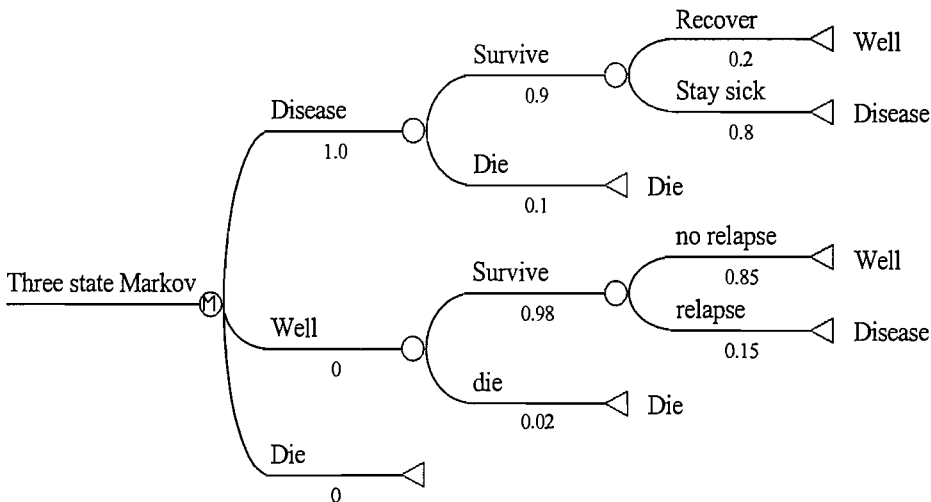 Recover
Well
0.2
Survive
0.9
Stay sick
Disease
0.8
Disease
1.0
Die
Die
0.1
Three state Markov
M
no relapse
Well
0.85
Survive
0.98
relapse
Disease
0.15
Well
0
die
Die
0.02
Die
0